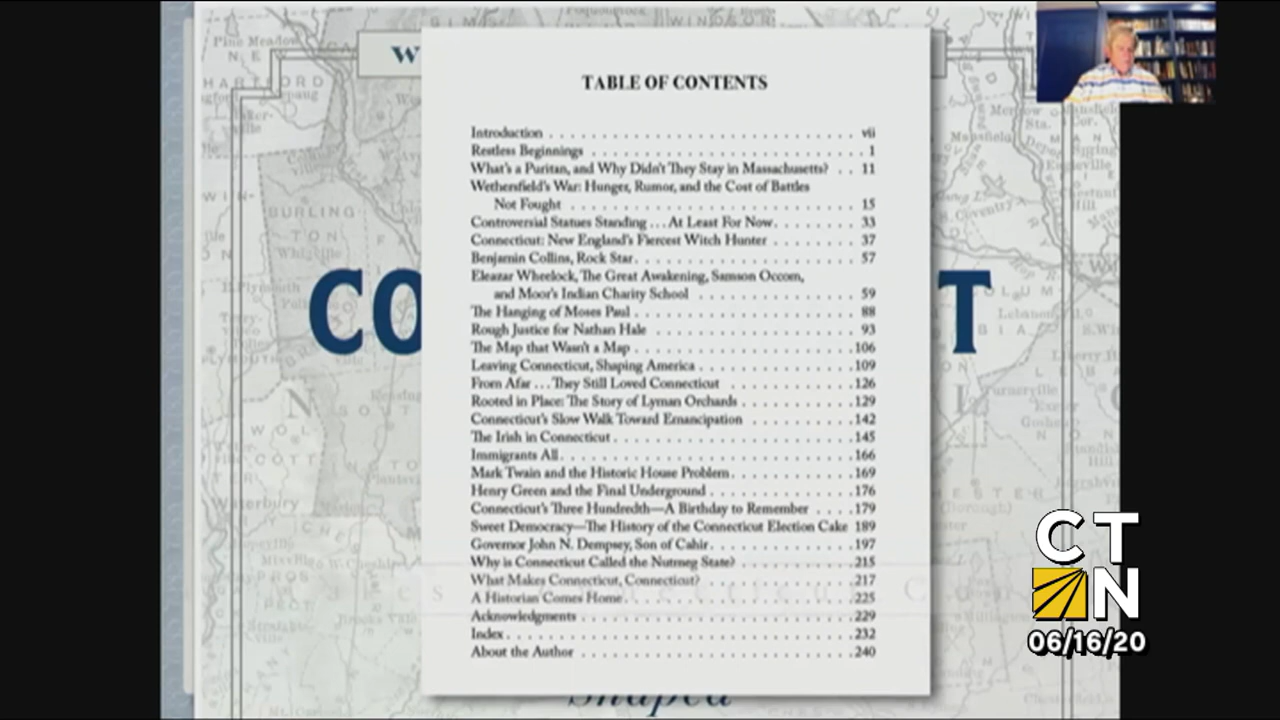 TABLE OF CONTENTS
Introduction . . . . . . . . . . . . . . . . . . . . . . . . . . . . . . vii
Restless Beginnings . . . . . . . . . . . . . . . . . . . . . . . . . . . 1
What's a Puritan, and Why Didn't They Stay in Massachusetts? . . 11
Wethersfield's War: Hunger, Rumor, and the Cost of Battles
Not Fought . . . . . . . . . . . . . . . . . . . . . . . . . . . . 15
Controversial Statues Standing . . . At Least For Now. . . . . . . . 33
Connecticut: New England's Fiercest Witch Hunter . . . . . . . . 37
Benjamin Collins, Rock Star. . . . . . . . . . . . . . . . . . . . . . 57
Eleazar Wheelock, The Great Awakening, Samson Occom,
and Moor's Indian Charity School . . . . . . . . . . . . . . . 59
The Hanging of Moses Paul . . . . . . . . . . . . . . . . . . . . . . 88
Rough Justice for Nathan Hale . . . . . . . . . . . . . . . . . . . . 93
The Map that Wasn't a Map . . . . . . . . . . . . . . . . . . . . . 106
Leaving Connecticut, Shaping America . . . . . . . . . . . . . . . 109
From Afar . . . They Still Loved Connecticut . . . . . . . . . . . . 126
Rooted in Place: The Story of Lyman Orchards . . . . . . . . . . . 129
Connecticut's Slow Walk Toward Emancipation . . . . . . . . . . 142
The Irish in Connecticut . . . . . . . . . . . . . . . . . . . . . . . 145
Immigrants All . . . . . . . . . . . . . . . . . . . . . . . . . . . . 166
Mark Twain and the Historic House Problem . . . . . . . . . . . . 169
Henry Green and the Final Underground . . . . . . . . . . . . . . 176
Connecticut's Three Hundredth—A Birthday to Remember . . . . 179
Sweet Democracy—The History of the Connecticut Election Cake 189
Governor John N. Dempsey, Son of Cahir. . . . . . . . . . . . . . 197
Why is Connecticut Called the Nutmeg State? . . . . . . . . . . . 215
What Makes Connecticut, Connecticut? . . . . . . . . . . . . . . 217
A Historian Comes Home . . . . . . . . . . . . . . . . . . . . . . 225
Acknowledgments . . . . . . . . . . . . . . . . . . . . . . . . . . 229
Index . . . . . . . . . . . . . . . . . . . . . . . . . . . . . . . . 232
About the Author . . . . . . . . . . . . . . . . . . . . . . . . . . 240
W
CO
T
Shaped
CT
N
06/16/20